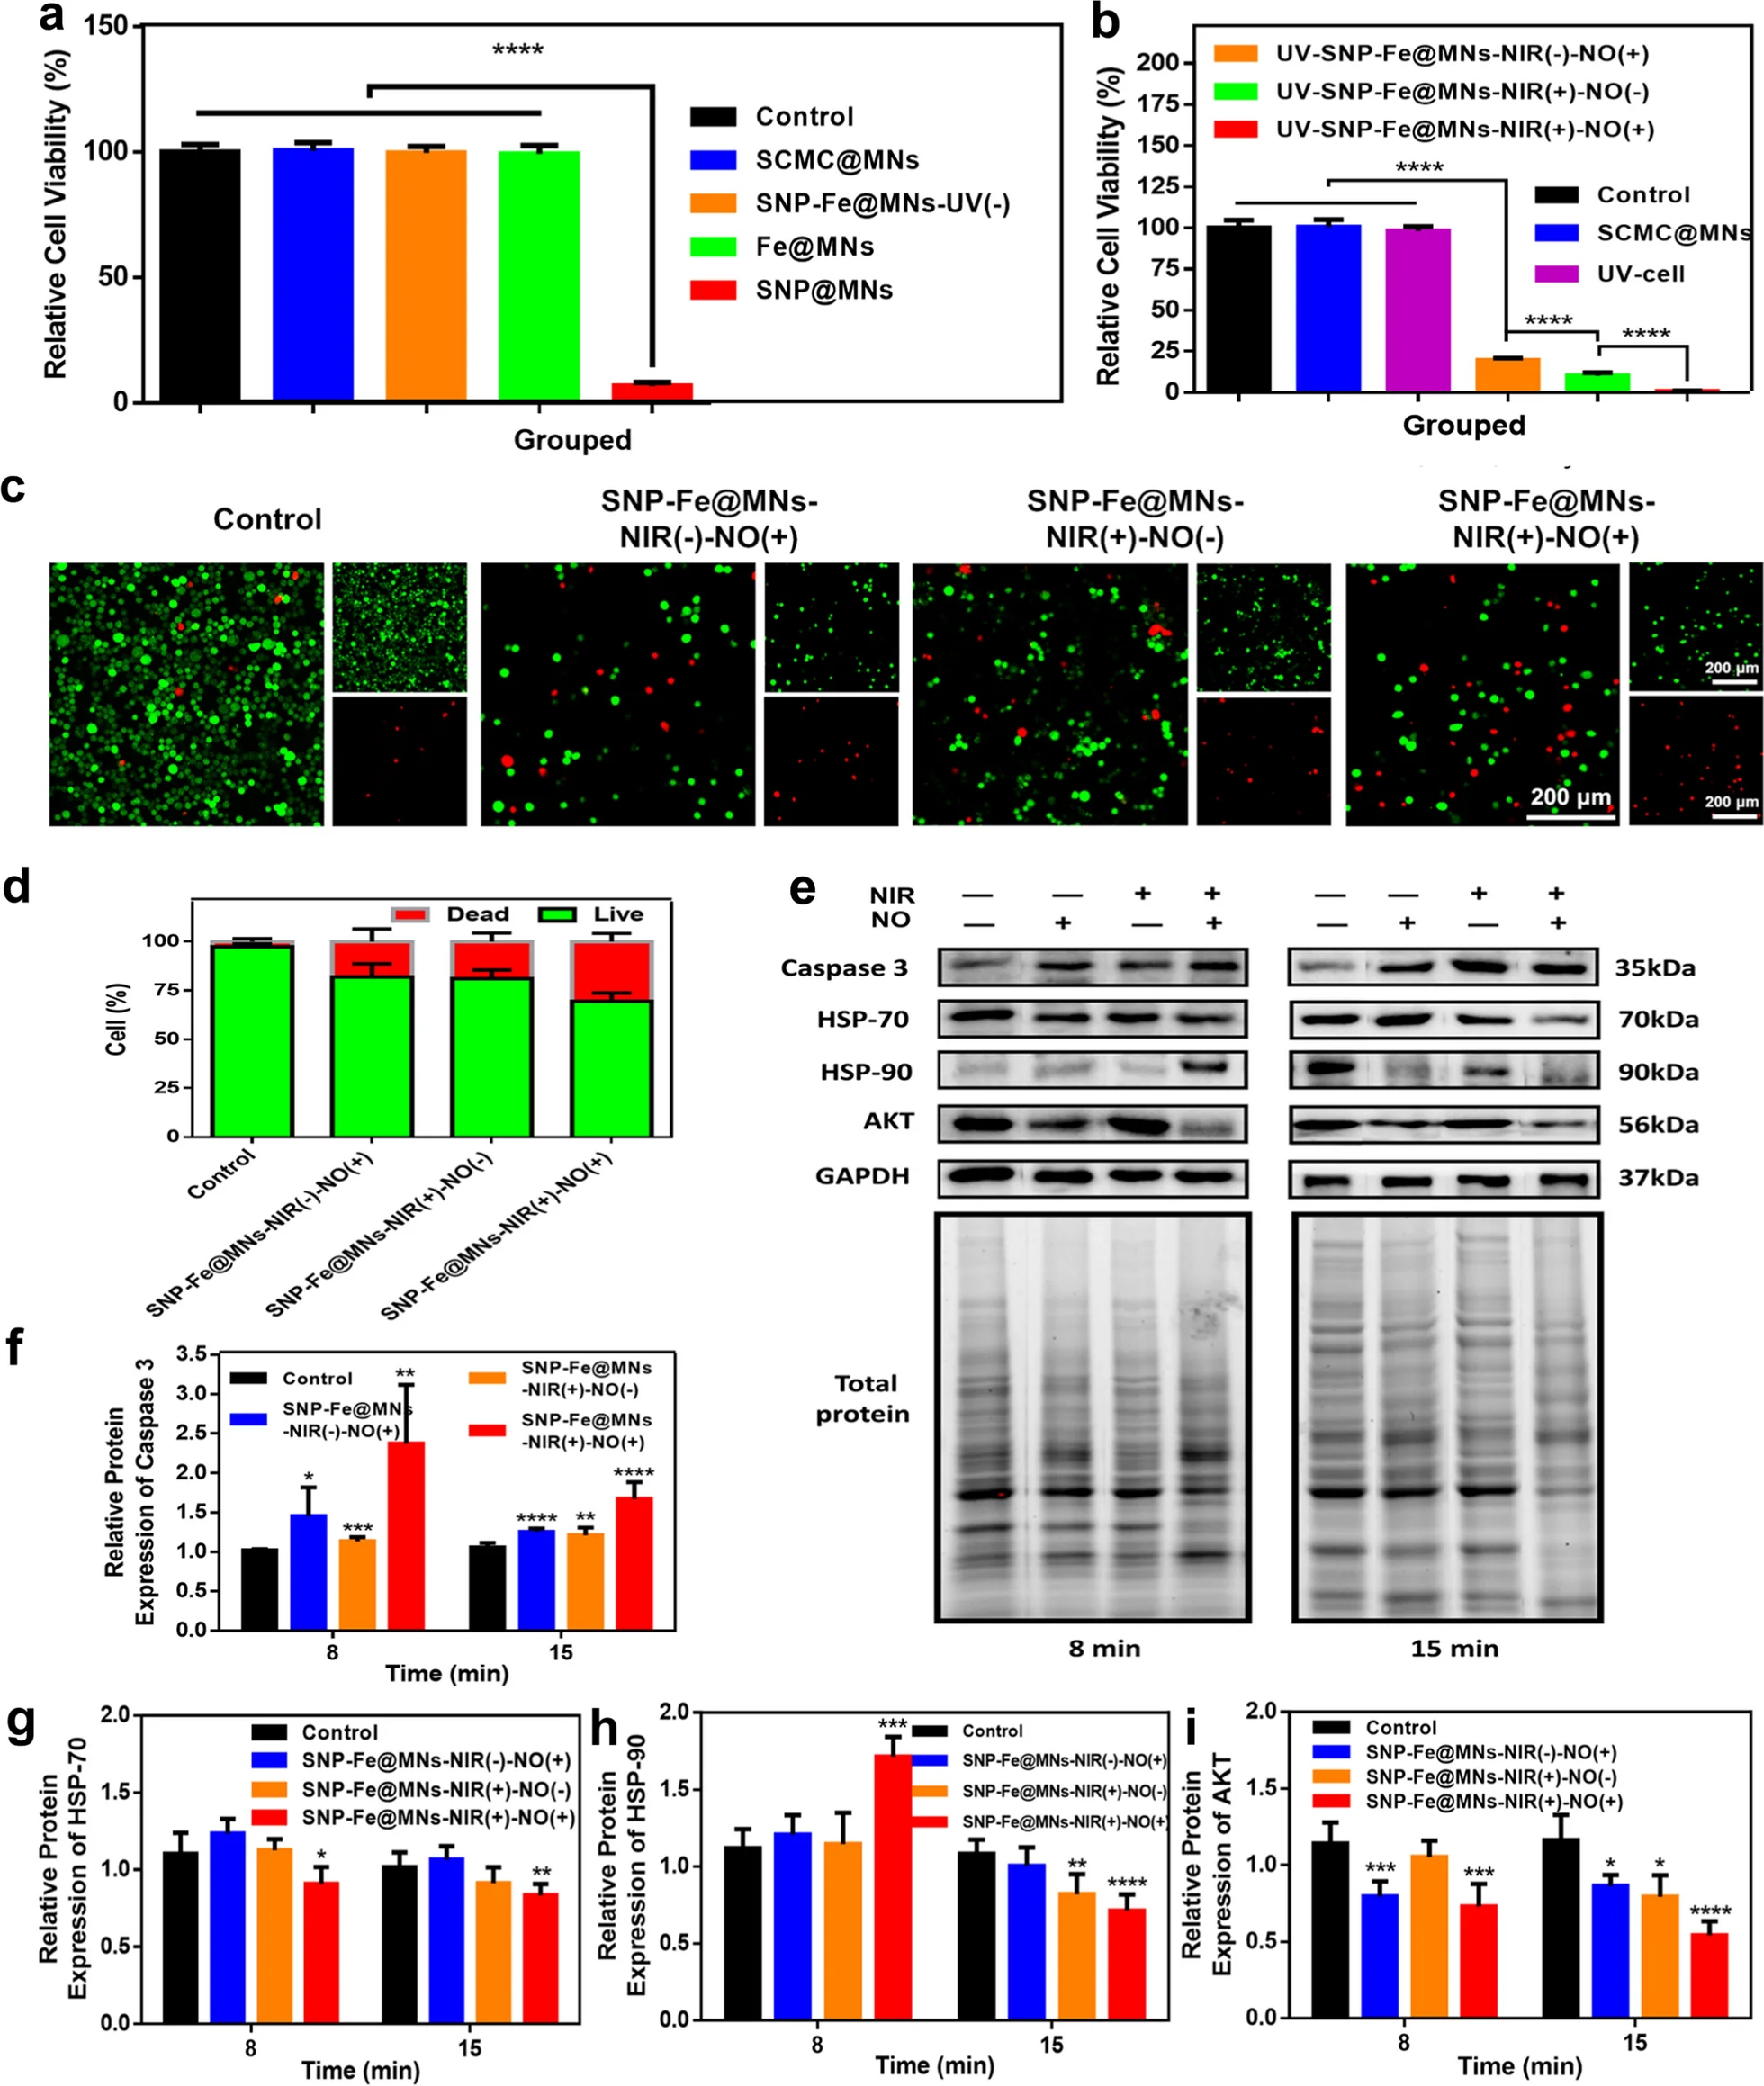 a
150
100
50
0
Relative Cell Viability (%)
****
Control
SCMC@MNs
SNP-Fe@MNs-UV(-)
Fe@MNs
SNP@MNs
Grouped
b
200
175
150
125
100
75
50
25
0
Relative Cell Viability (%)
UV-SNP-Fe@MNs-NIR(-)-NO(+)
UV-SNP-Fe@MNs-NIR(+)-NO(-)
UV-SNP-Fe@MNs-NIR(+)-NO(+)
****
Control
SCMC@MNs
UV-cell
****
****
Grouped
c
Control
SNP-Fe@MNs-
NIR(-)-NO(+)
SNP-Fe@MNs-
NIR(+)-NO(-)
SNP-Fe@MNs-
NIR(+)-NO(+)
200 μm
200 μm
200 μm
d
Dead
Live
100
75
50
25
0
Cell (%)
Control
SNP-Fe@MNs-NIR(-)-NO(+)
SNP-Fe@MNs-NIR(+)-NO(-)
SNP-Fe@MNs-NIR(+)-NO(+)
e
NIR — — + + — — + +
NO — + — + — + — +
Caspase 3 35kDa
HSP-70 70kDa
HSP-90 90kDa
AKT 56kDa
GAPDH 37kDa
Total
protein
8 min
15 min
f
3.5
3.0
2.5
2.0
1.5
1.0
0.5
0.0
Relative Protein
Expression of Caspase 3
Control
SNP-Fe@MNs
-NIR(-)-NO(+)
SNP-Fe@MNs
-NIR(+)-NO(-)
SNP-Fe@MNs
-NIR(+)-NO(+)
* *** ** **** ** ****
8 15
Time (min)
g
2.0
1.5
1.0
0.5
0.0
Relative Protein
Expression of HSP-70
Control
SNP-Fe@MNs-NIR(-)-NO(+)
SNP-Fe@MNs-NIR(+)-NO(-)
SNP-Fe@MNs-NIR(+)-NO(+)
* **
8 15
Time (min)
h
2.0
1.5
1.0
0.5
0.0
Relative Protein
Expression of HSP-90
Control
SNP-Fe@MNs-NIR(-)-NO(+)
SNP-Fe@MNs-NIR(+)-NO(-)
SNP-Fe@MNs-NIR(+)-NO(+)
*** ** ****
8 15
Time (min)
i
2.0
1.5
1.0
0.5
0.0
Relative Protein
Expression of AKT
Control
SNP-Fe@MNs-NIR(-)-NO(+)
SNP-Fe@MNs-NIR(+)-NO(-)
SNP-Fe@MNs-NIR(+)-NO(+)
*** *** * * ****
8 15
Time (min)